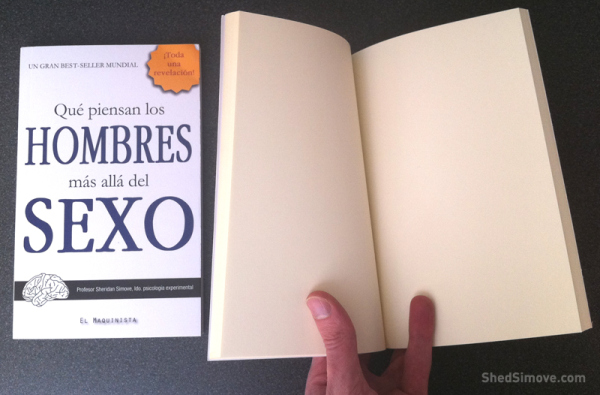 UN GRAN BEST-SELLER MUNDIAL
¡Toda
una
revelación!
Qué piensan los
HOMBRES
más allá del
SEXO
Profesor Sheridan Simove, ldo. psicología experimental
EL MAQUINISTA
ShedSimove.com